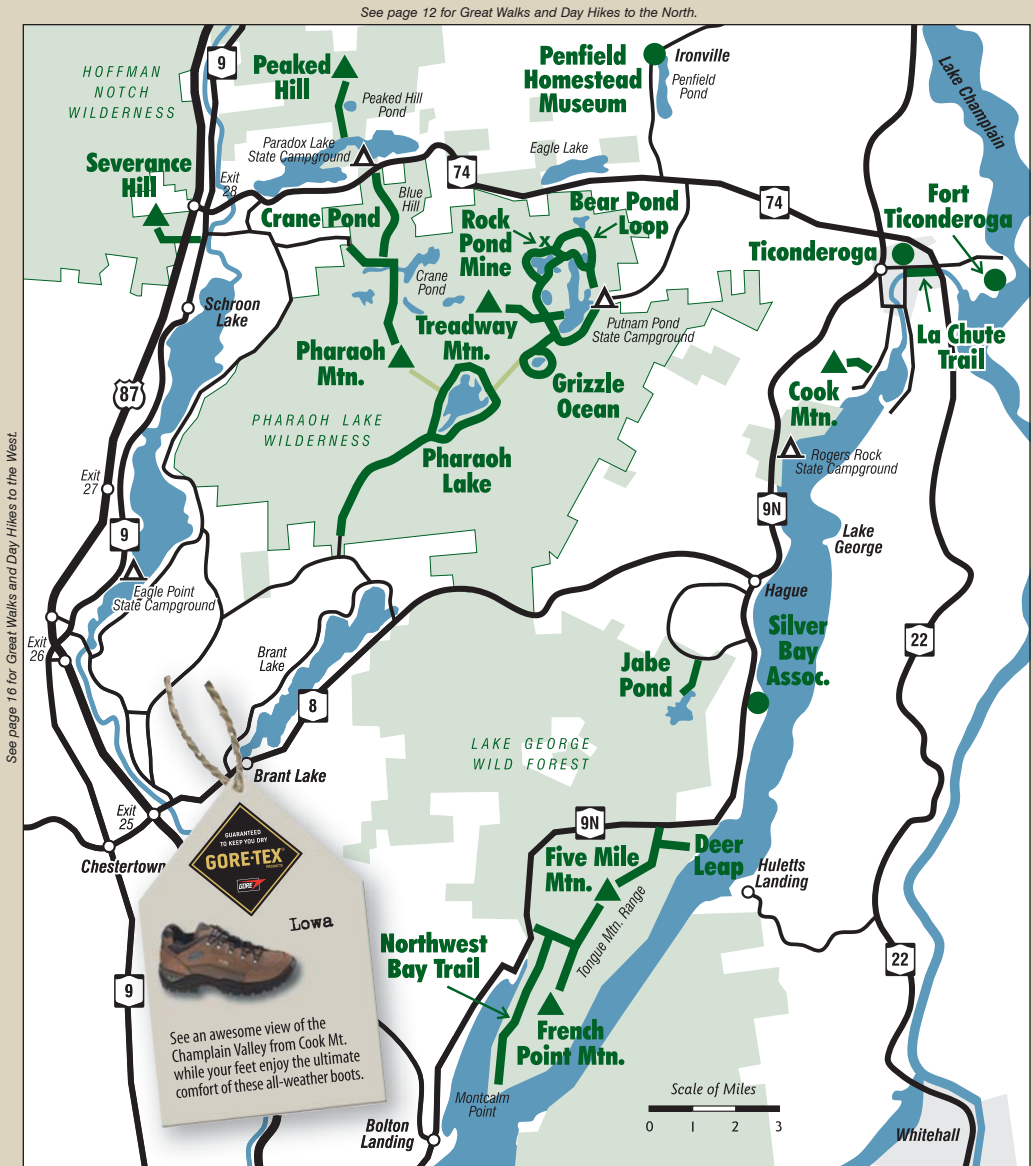 See page 12 for Great Walks and Day Hikes to the North.
See page 16 for Great Walks and Day Hikes to the West.
HOFFMAN
NOTCH
WILDERNESS
9
Peaked
Hill
Peaked Hill
Pond
Penfield
Homestead
Museum
Ironville
Penfield
Pond
Lake Champlain
Paradox Lake
State Campground
Eagle Lake
Severance
Hill
Exit
28
74
Blue
Hill
Crane Pond
Rock
Pond
Mine
x
Bear Pond
Loop
74
Fort
Ticonderoga
Ticonderoga
Crane
Pond
Schroon
Lake
Treadway
Mtn.
Putnam Pond
State Campground
La Chute
Trail
Pharaoh
Mtn.
Grizzle
Ocean
Cook
Mtn.
87
PHARAOH LAKE
WILDERNESS
Pharaoh
Lake
Rogers Rock
State Campground
Exit
27
9
9N
Lake
George
Eagle Point
State Campground
Hague
Exit
26
Brant
Lake
Silver
Bay
Assoc.
22
Jabe
Pond
8
LAKE GEORGE
WILD FOREST
Brant Lake
Exit
25
9N
Chestertown
Five Mile
Mtn.
Deer
Leap
Huletts
Landing
Tongue Mtn. Range
GUARANTEED
TO KEEP YOU DRY
GORE-TEX®
PRODUCTS
GORE
Lowa
Northwest
Bay Trail
22
9
French
Point Mtn.
See an awesome view of the
Champlain Valley from Cook Mt.
while your feet enjoy the ultimate
comfort of these all-weather boots.
Montcalm
Point
Scale of Miles
0 1 2 3
Bolton
Landing
Whitehall